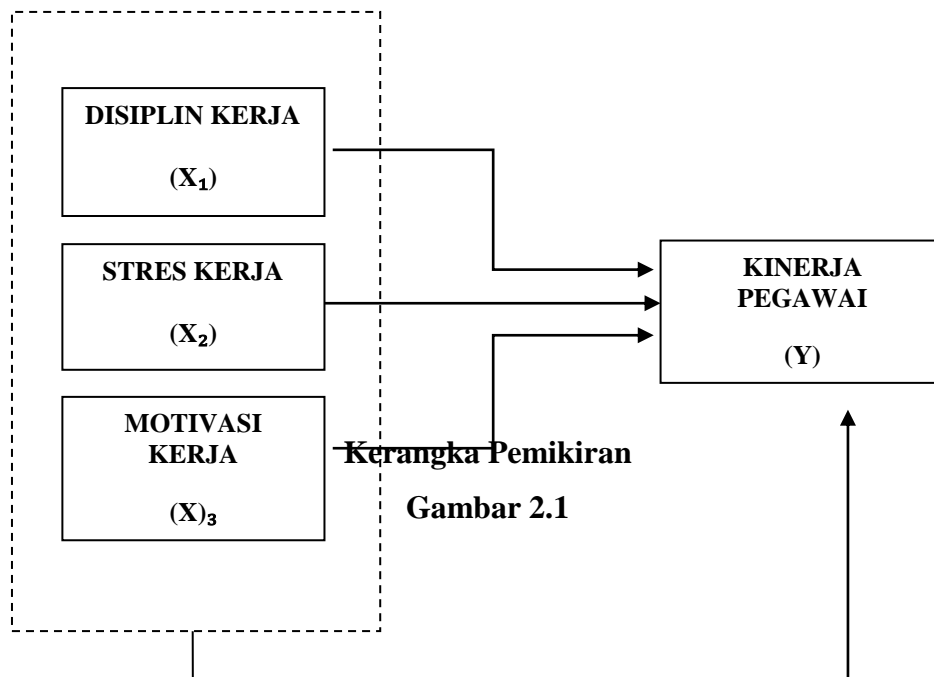 DISIPLIN KERJA
(X₁)
STRES KERJA
(X₂)
MOTIVASI
KERJA
(X)₃
KINERJA
PEGAWAI
(Y)
Kerangka Pemikiran
Gambar 2.1